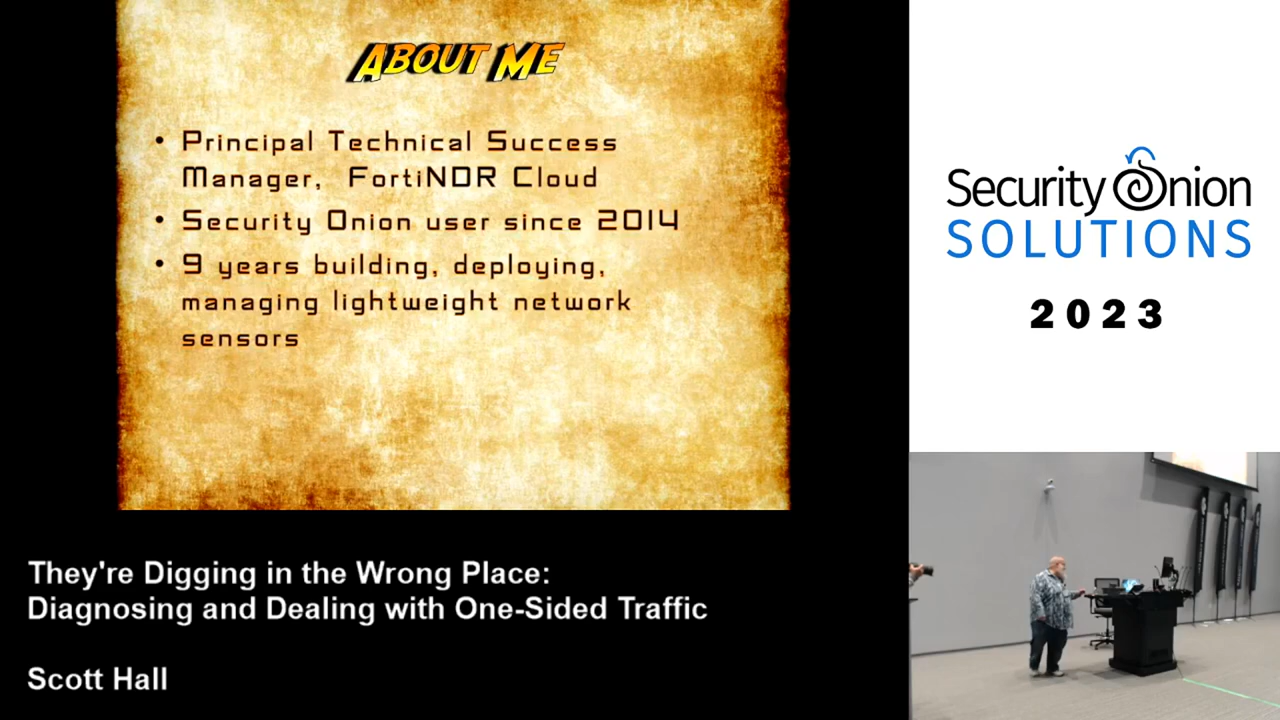 About Me
• Principal Technical Success
Manager, FortiNDR Cloud
• Security Onion user since 2014
• 9 years building, deploying,
managing lightweight network
sensors
Security Onion
SOLUTIONS
2023
They're Digging in the Wrong Place:
Diagnosing and Dealing with One-Sided Traffic
Scott Hall